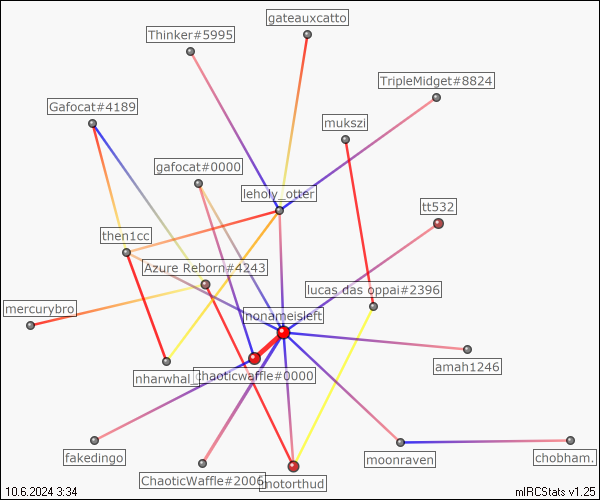 gateauxcatto
Thinker#5995
TripleMidget#8824
Gafocat#4189
mukszi
gafocat#0000
leholy_otter
tt532
then1cc
Azure Reborn#4243
lucas das oppai#2396
mercurybro
nonameisleft
amah1246
chaoticwaffle#0000
fakedingo
moonraven
chobham.
ChaoticWaffle#2006
motorthud
10.6.2024 3:34
mIRCStats v1.25